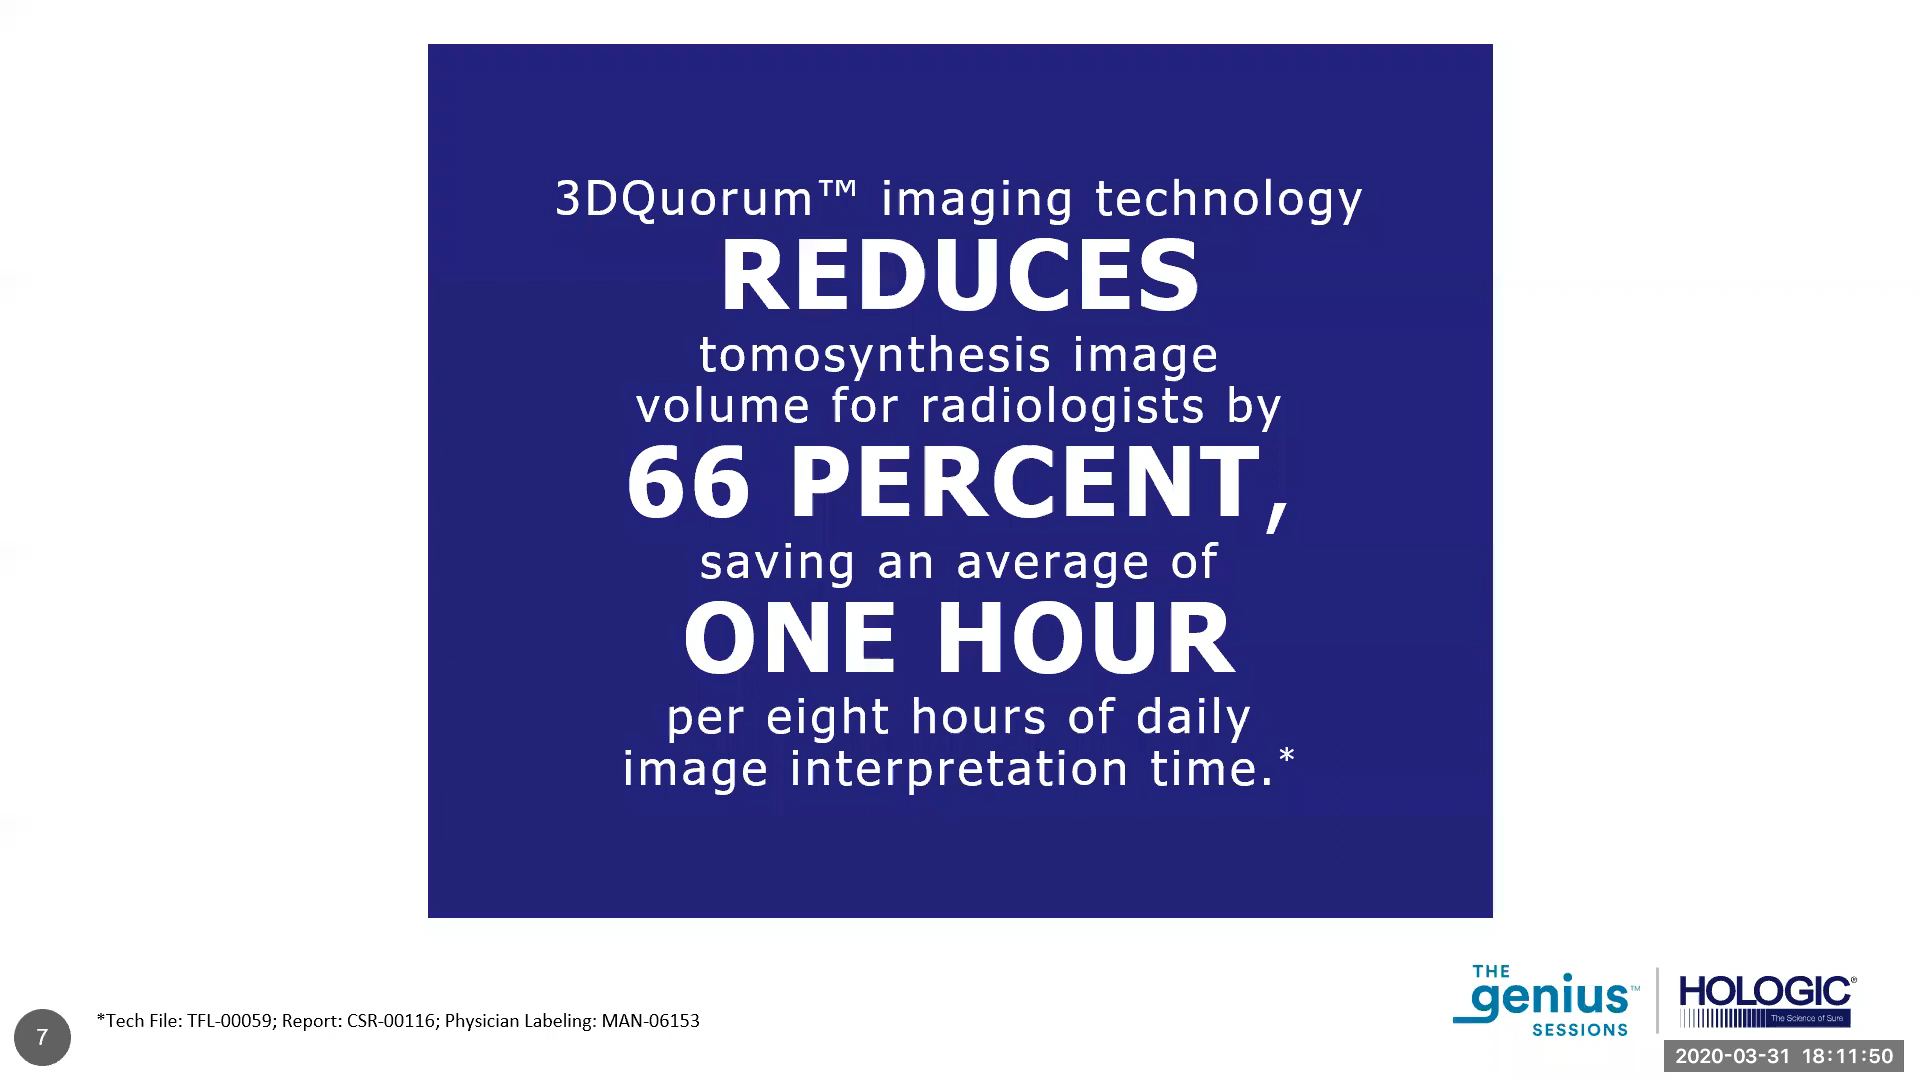 3DQuorum™ imaging technology
REDUCES
tomosynthesis image
volume for radiologists by
66 PERCENT,
saving an average of
ONE HOUR
per eight hours of daily
image interpretation time.*
THE
genius™
SESSIONS
HOLOGIC®
The Science of Sure
7
*Tech File: TFL-00059; Report: CSR-00116; Physician Labeling: MAN-06153
2020-03-31 18:11:50